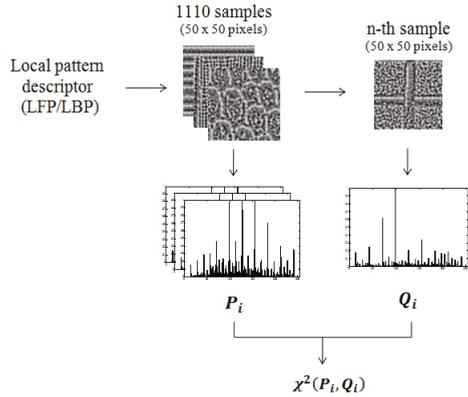 1110 samples
(50 x 50 pixels)
n-th sample
(50 x 50 pixels)
Local pattern
descriptor
(LFP/LBP)
P_i
Q_i
χ²(P_i, Q_i)